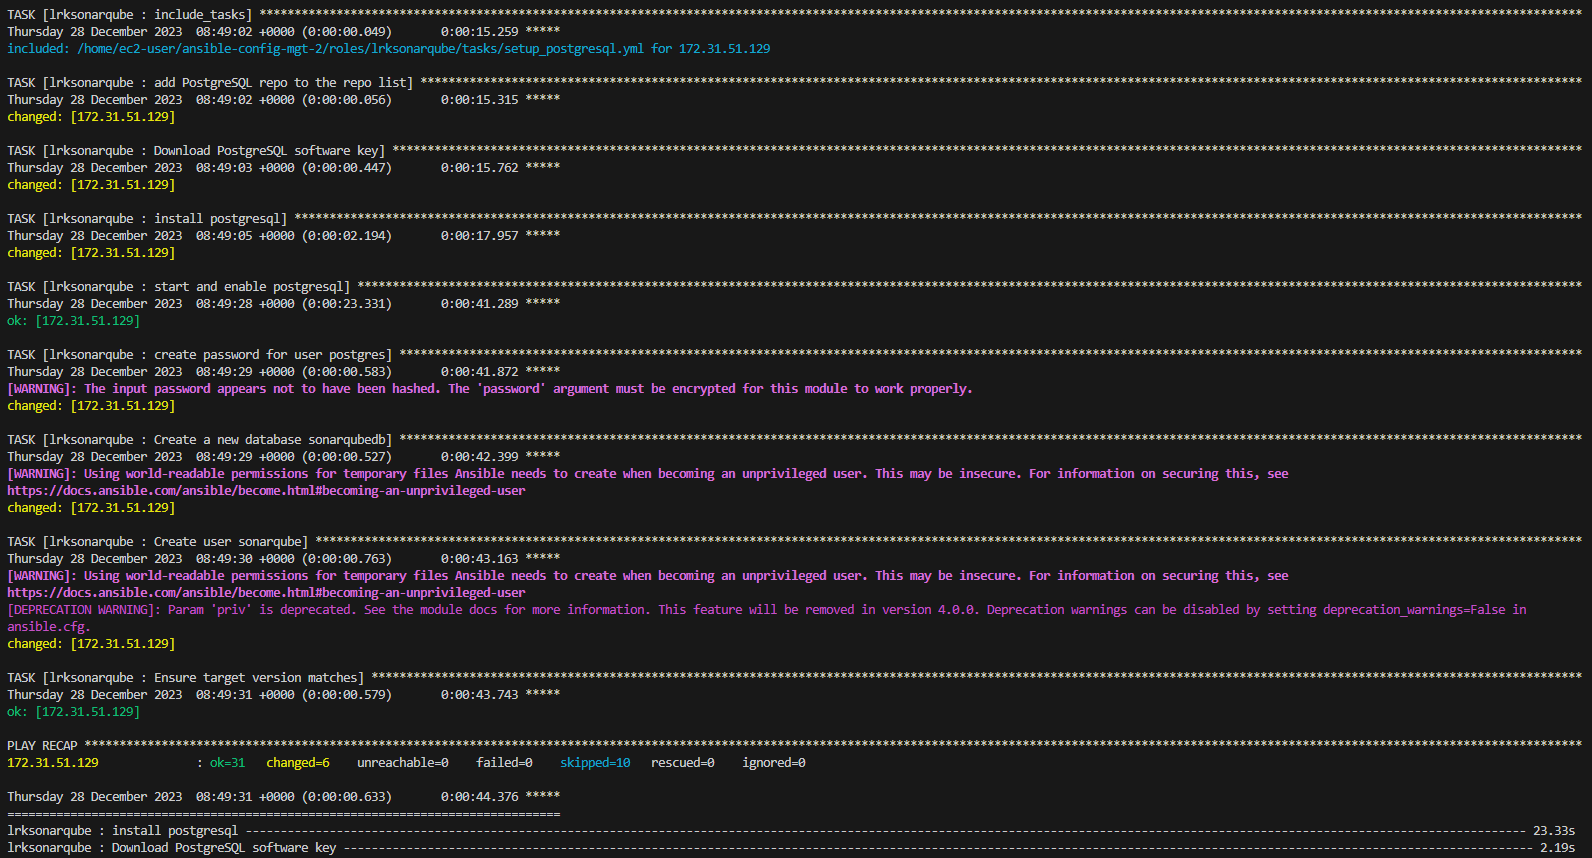 TASK [lrksonarqube : include_tasks] *****************************************************************************************************************************************************************************************
Thursday 28 December 2023  08:49:02 +0000 (0:00:00.049)       0:00:15.259 *****
included: /home/ec2-user/ansible-config-mgt-2/roles/lrksonarqube/tasks/setup_postgresql.yml for 172.31.51.129
TASK [lrksonarqube : add PostgreSQL repo to the repo list] ******************************************************************************************************************************************************************
Thursday 28 December 2023  08:49:02 +0000 (0:00:00.056)       0:00:15.315 *****
changed: [172.31.51.129]
TASK [lrksonarqube : Download PostgreSQL software key] **********************************************************************************************************************************************************************
Thursday 28 December 2023  08:49:03 +0000 (0:00:00.447)       0:00:15.762 *****
changed: [172.31.51.129]
TASK [lrksonarqube : install postgresql] ************************************************************************************************************************************************************************************
Thursday 28 December 2023  08:49:05 +0000 (0:00:02.194)       0:00:17.957 *****
changed: [172.31.51.129]
TASK [lrksonarqube : start and enable postgresql] ***************************************************************************************************************************************************************************
Thursday 28 December 2023  08:49:28 +0000 (0:00:23.331)       0:00:41.289 *****
ok: [172.31.51.129]
TASK [lrksonarqube : create password for user postgres] *********************************************************************************************************************************************************************
Thursday 28 December 2023  08:49:29 +0000 (0:00:00.583)       0:00:41.872 *****
[WARNING]: The input password appears not to have been hashed. The 'password' argument must be encrypted for this module to work properly.
changed: [172.31.51.129]
TASK [lrksonarqube : Create a new database sonarqubedb] *********************************************************************************************************************************************************************
Thursday 28 December 2023  08:49:29 +0000 (0:00:00.527)       0:00:42.399 *****
[WARNING]: Using world-readable permissions for temporary files Ansible needs to create when becoming an unprivileged user. This may be insecure. For information on securing this, see
https://docs.ansible.com/ansible/become.html#becoming-an-unprivileged-user
changed: [172.31.51.129]
TASK [lrksonarqube : Create user sonarqube] *********************************************************************************************************************************************************************************
Thursday 28 December 2023  08:49:30 +0000 (0:00:00.763)       0:00:43.163 *****
[WARNING]: Using world-readable permissions for temporary files Ansible needs to create when becoming an unprivileged user. This may be insecure. For information on securing this, see
https://docs.ansible.com/ansible/become.html#becoming-an-unprivileged-user
[DEPRECATION WARNING]: Param 'priv' is deprecated. See the module docs for more information. This feature will be removed in version 4.0.0. Deprecation warnings can be disabled by setting deprecation_warnings=False in
ansible.cfg.
changed: [172.31.51.129]
TASK [lrksonarqube : Ensure target version matches] *************************************************************************************************************************************************************************
Thursday 28 December 2023  08:49:31 +0000 (0:00:00.579)       0:00:43.743 *****
ok: [172.31.51.129]
PLAY RECAP ******************************************************************************************************************************************************************************************************************
172.31.51.129              : ok=31   changed=6    unreachable=0    failed=0    skipped=10   rescued=0    ignored=0
Thursday 28 December 2023  08:49:31 +0000 (0:00:00.633)       0:00:44.376 *****
===============================================================================
lrksonarqube : install postgresql --------------------------------------------------------------------------------------------------------------------------------------------------------------------------------------- 23.33s
lrksonarqube : Download PostgreSQL software key -------------------------------------------------------------------------------------------------------------------------------------------------------------------------- 2.19s